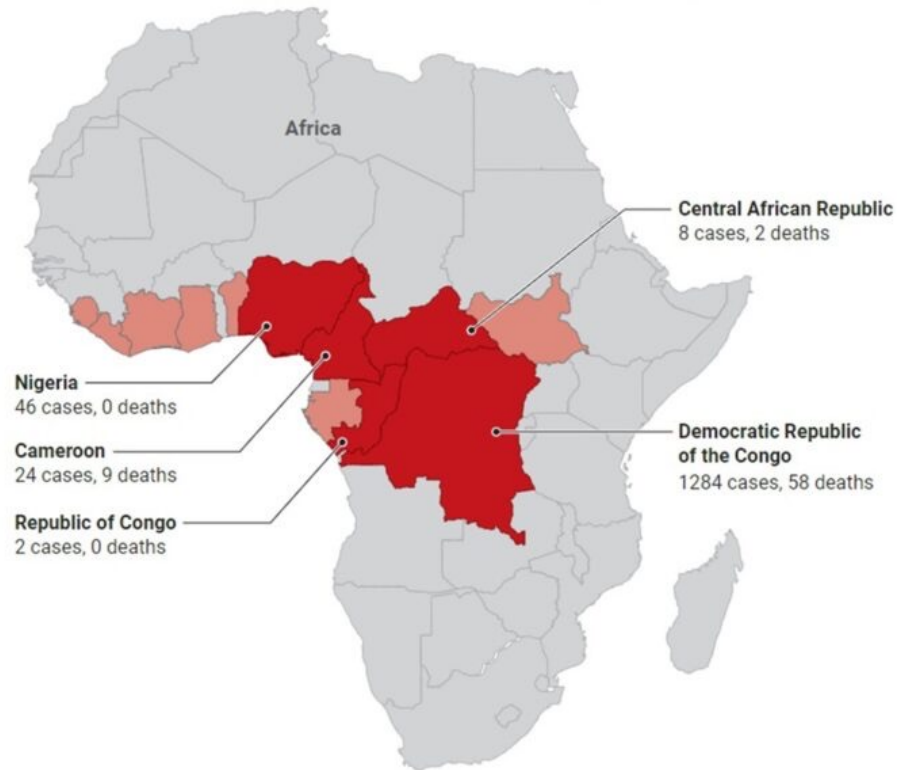 Africa
Central African Republic
8 cases, 2 deaths
Nigeria
46 cases, 0 deaths
Cameroon
24 cases, 9 deaths
Republic of Congo
2 cases, 0 deaths
Democratic Republic
of the Congo
1284 cases, 58 deaths